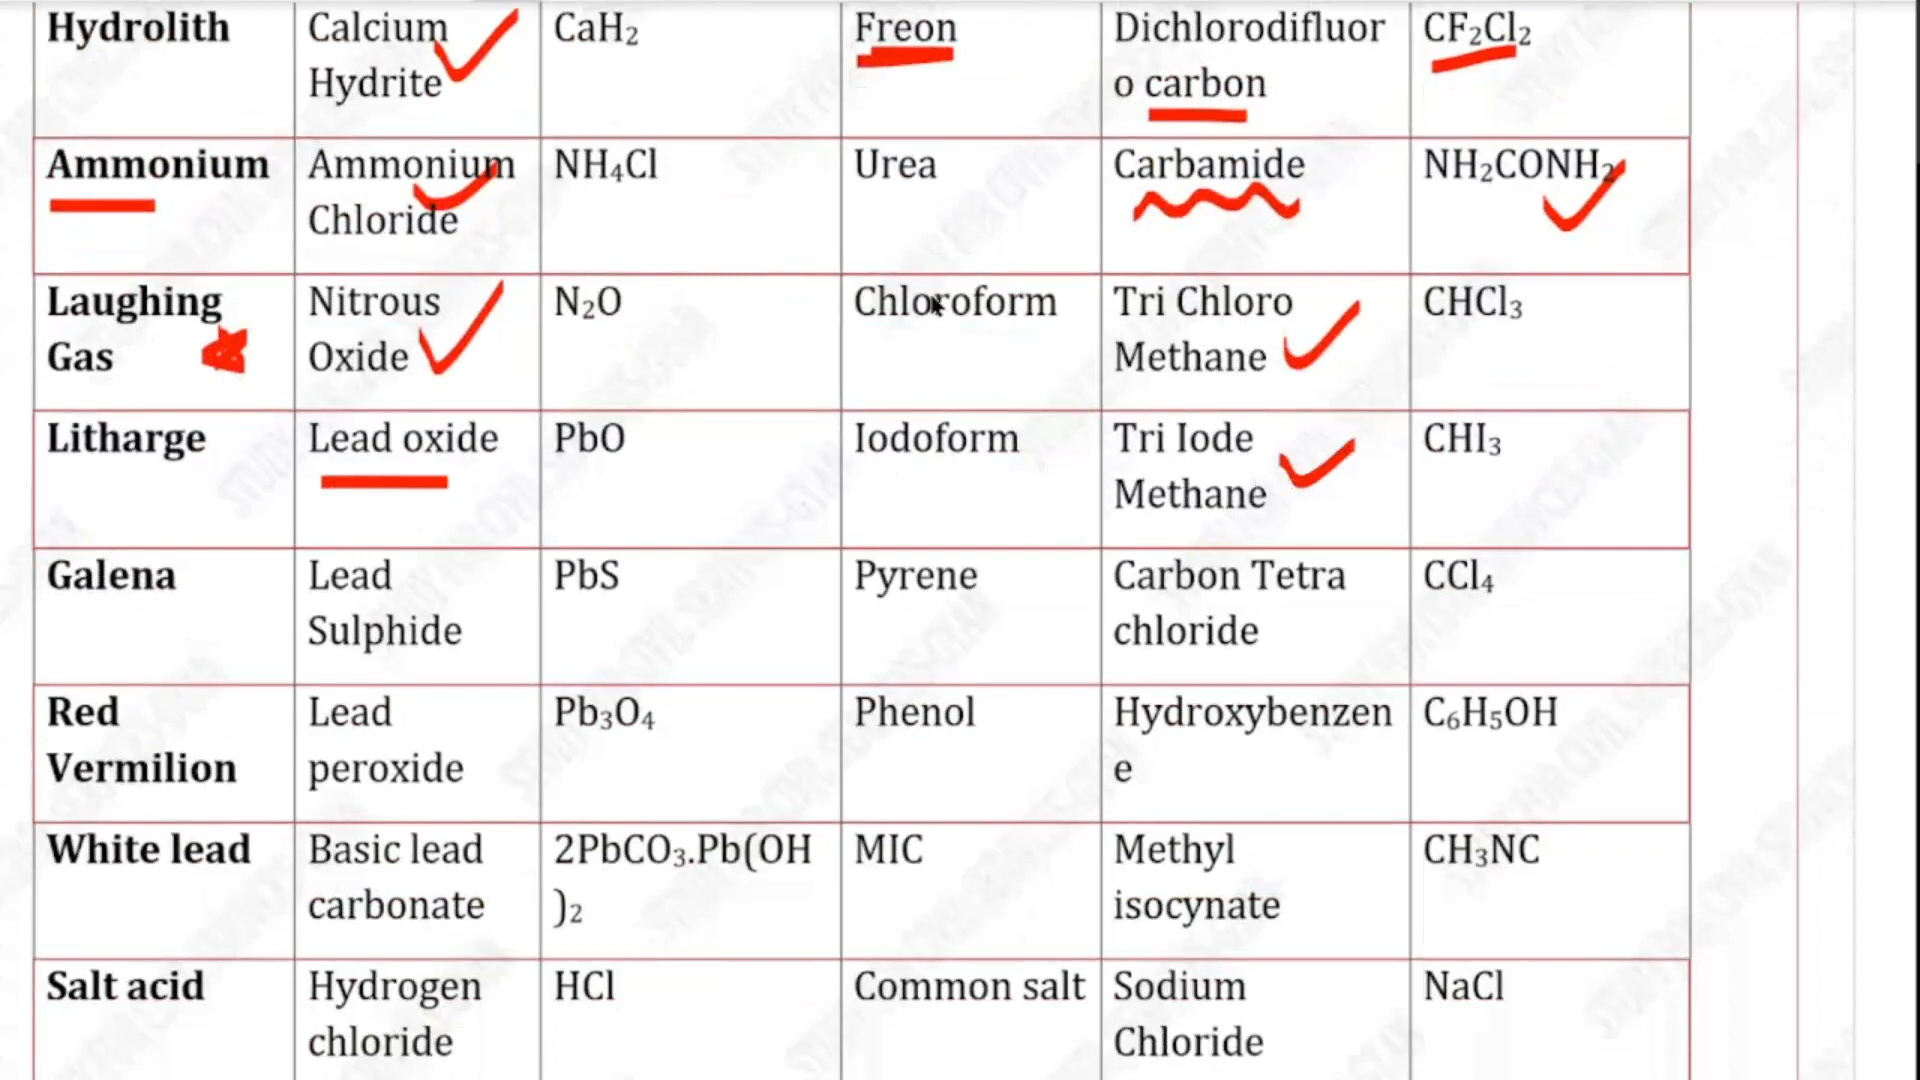 Hydrolith Calcium CaH₂ Freon Dichlorodifluor CF₂Cl₂
Hydrite o carbon
Ammonium Ammonium NH₄Cl Urea Carbamide NH₂CONH₂
Chloride
Laughing Nitrous N₂O Chloroform Tri Chloro CHCl₃
Gas Oxide Methane
Litharge Lead oxide PbO Iodoform Tri Iode CHI₃
Methane
Galena Lead PbS Pyrene Carbon Tetra CCl₄
Sulphide chloride
Red Lead Pb₃O₄ Phenol Hydroxybenzen C₆H₅OH
Vermilion peroxide e
White lead Basic lead 2PbCO₃.Pb(OH MIC Methyl CH₃NC
carbonate )₂ isocynate
Salt acid Hydrogen HCl Common salt Sodium NaCl
chloride Chloride